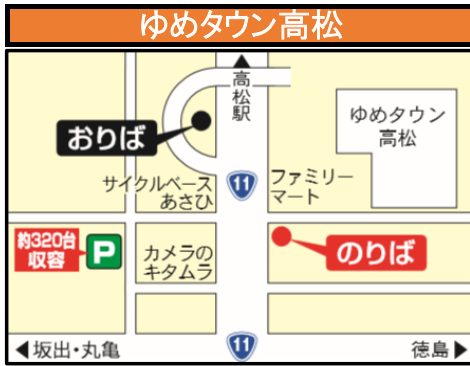 ゆめタウン高松
▲
高松駅
おりば
ゆめタウン
高松
サイクルベース
あさひ
11
ファミリー
マート
約320台
収容
P
カメラの
キタムラ
のりば
◀坂出・丸亀
11
徳島▶